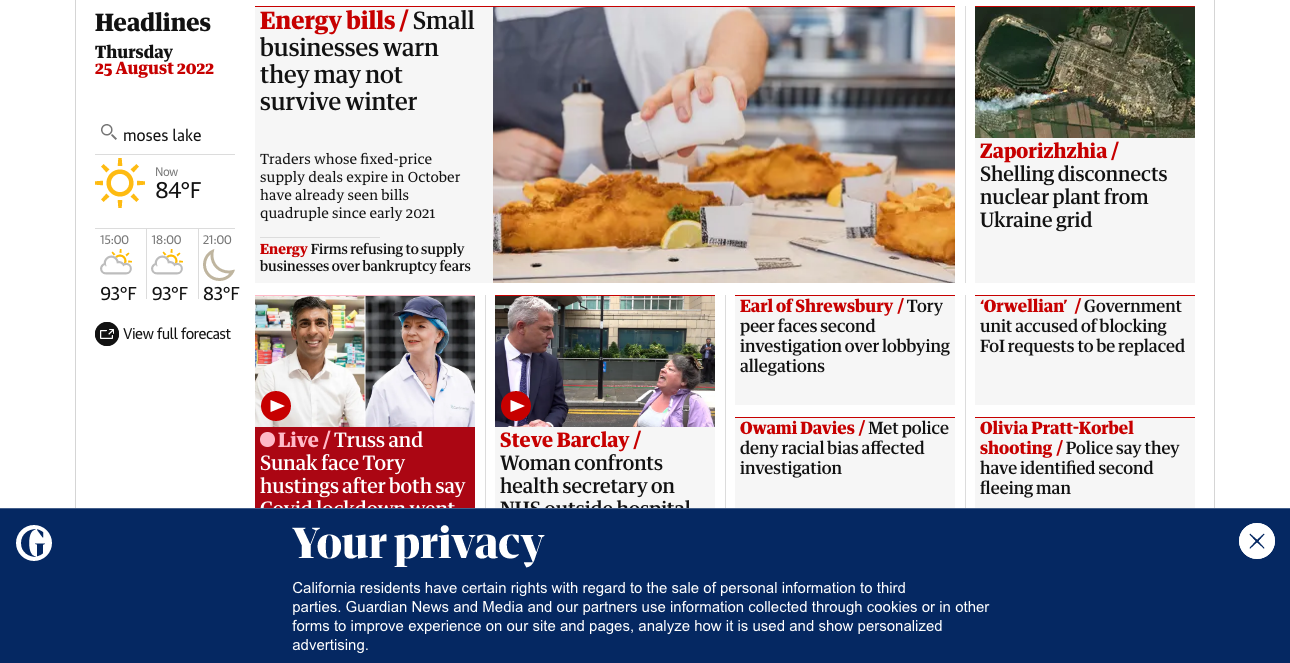 Headlines
Thursday
25 August 2022
moses lake
Now
84°F
15:00 18:00 21:00
93°F 93°F 83°F
View full forecast
Energy bills / Small
businesses warn
they may not
survive winter
Traders whose fixed-price
supply deals expire in October
have already seen bills
quadruple since early 2021
Energy Firms refusing to supply
businesses over bankruptcy fears
Zaporizhzhia /
Shelling disconnects
nuclear plant from
Ukraine grid
Live / Truss and
Sunak face Tory
hustings after both say
Covid lockdown went
Steve Barclay /
Woman confronts
health secretary on
NHS outside hospital
Earl of Shrewsbury / Tory
peer faces second
investigation over lobbying
allegations
‘Orwellian’ / Government
unit accused of blocking
FoI requests to be replaced
Owami Davies / Met police
deny racial bias affected
investigation
Olivia Pratt-Korbel
shooting / Police say they
have identified second
fleeing man
Your privacy
California residents have certain rights with regard to the sale of personal information to third
parties. Guardian News and Media and our partners use information collected through cookies or in other
forms to improve experience on our site and pages, analyze how it is used and show personalized
advertising.